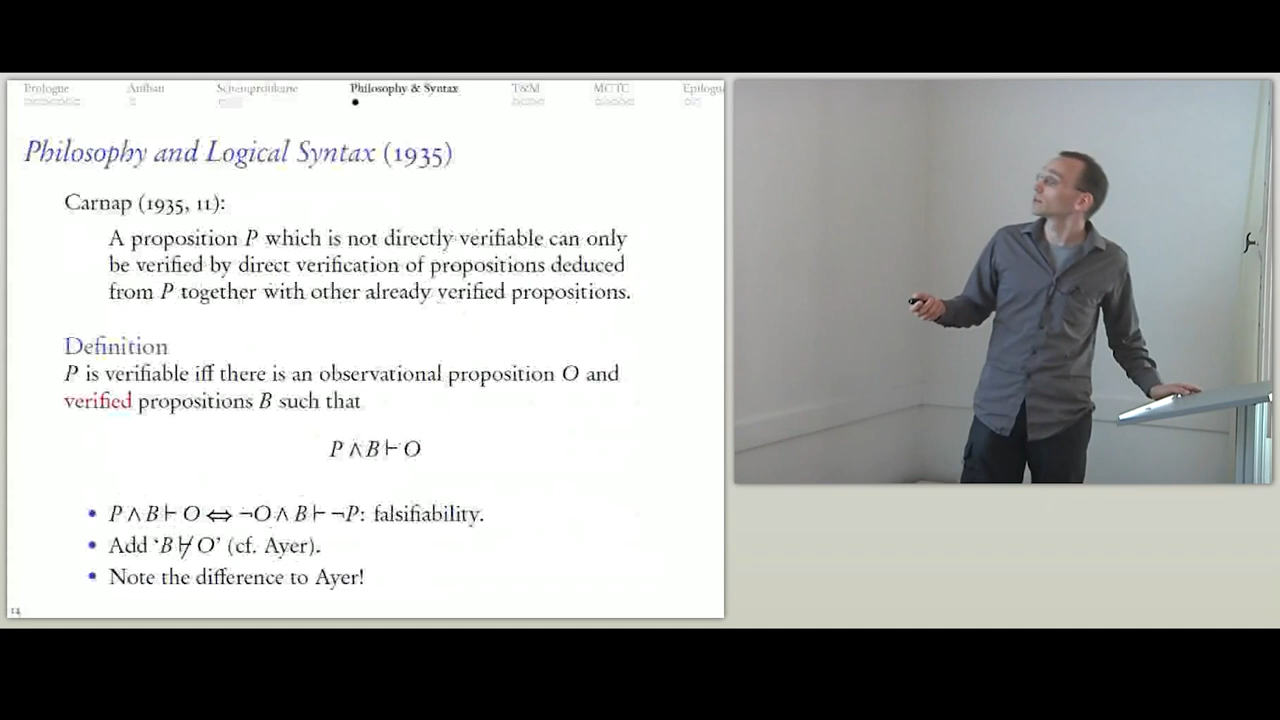 Prologue Aufbau Scheinprobleme Philosophy & Syntax T&M MCTC Epilogue
Philosophy and Logical Syntax (1935)
Carnap (1935, 11):
A proposition P which is not directly verifiable can only
be verified by direct verification of propositions deduced
from P together with other already verified propositions.
Definition
P is verifiable iff there is an observational proposition O and
verified propositions B such that
P ∧ B ⊢ O
• P ∧ B ⊢ O ⇔ ¬O ∧ B ⊢ ¬P: falsifiability.
• Add ‘B ⊬ O’ (cf. Ayer).
• Note the difference to Ayer!